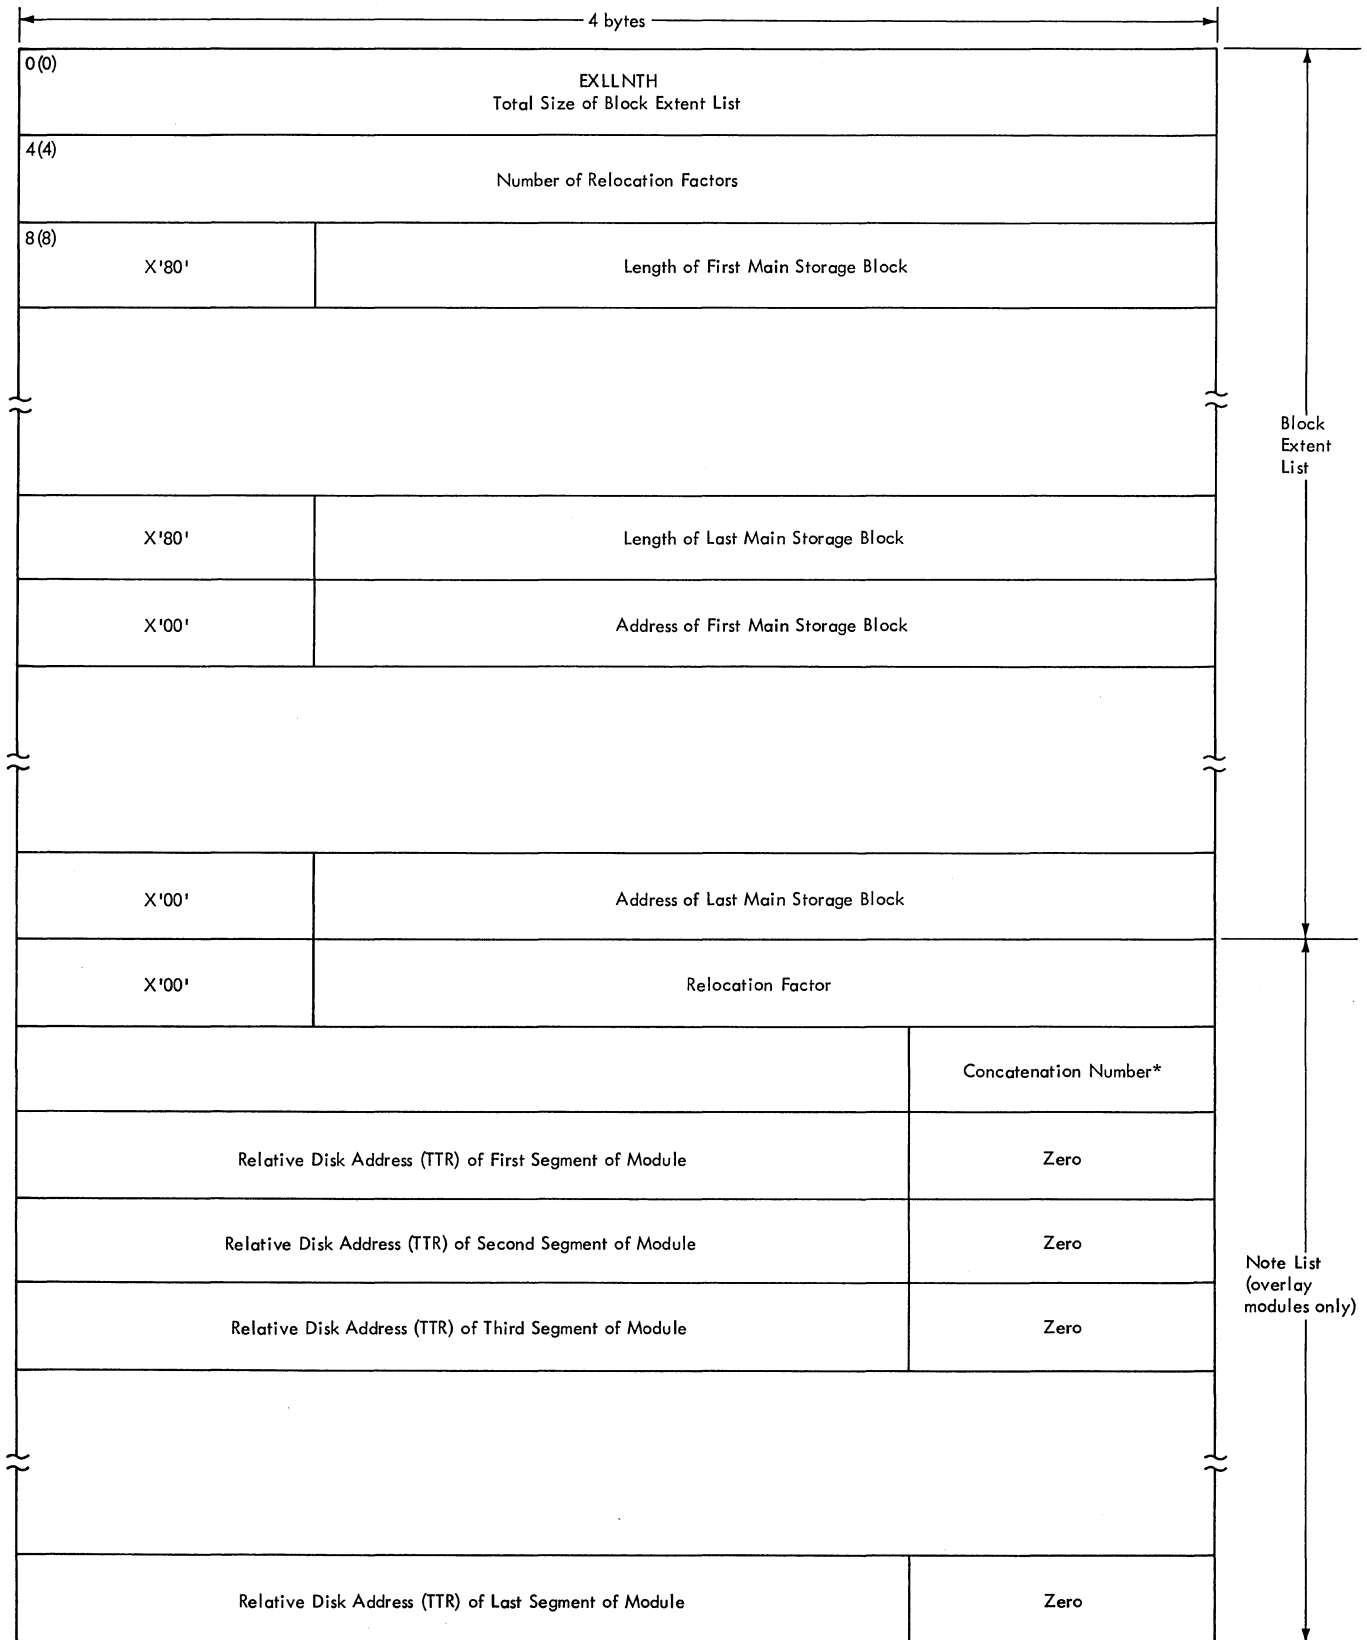 4 bytes
0(0)
EXLLNTH
Total Size of Block Extent List
4(4)
Number of Relocation Factors
8(8)
X'80'
Length of First Main Storage Block
Block
Extent
List
X'80'
Length of Last Main Storage Block
X'00'
Address of First Main Storage Block
X'00'
Address of Last Main Storage Block
X'00'
Relocation Factor
Concatenation Number*
Relative Disk Address (TTR) of First Segment of Module
Zero
Relative Disk Address (TTR) of Second Segment of Module
Zero
Relative Disk Address (TTR) of Third Segment of Module
Zero
Note List
(overlay
modules only)
Relative Disk Address (TTR) of Last Segment of Module
Zero